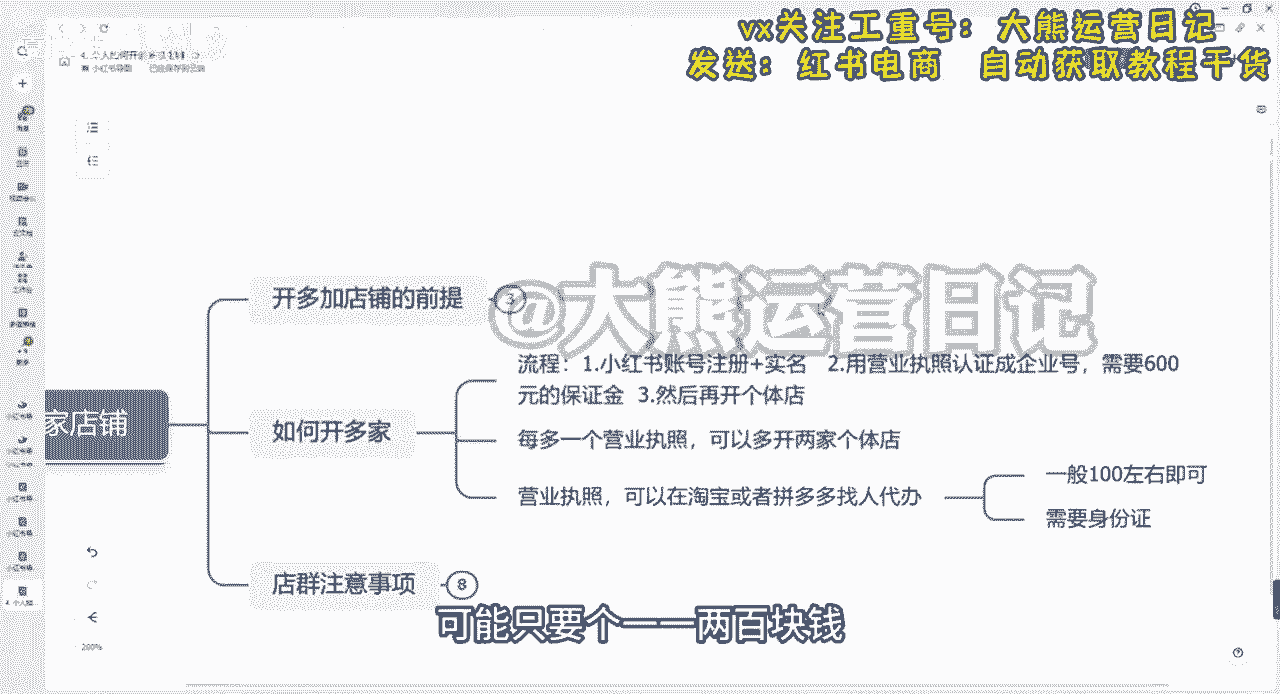 vx关注工重号：大熊运营日记
发送：红书电商 自动获取教程干货
@大熊运营日记
开多加店铺的前提
3
流程：1.小红书账号注册+实名 2.用营业执照认证成企业号，需要600
元的保证金 3.然后再开个体店
家店铺
如何开多家
每多一个营业执照，可以多开两家个体店
营业执照，可以在淘宝或者拼多多找人代办
一般100左右即可
需要身份证
店群注意事项
8
可能只要个一一两百块钱
200%